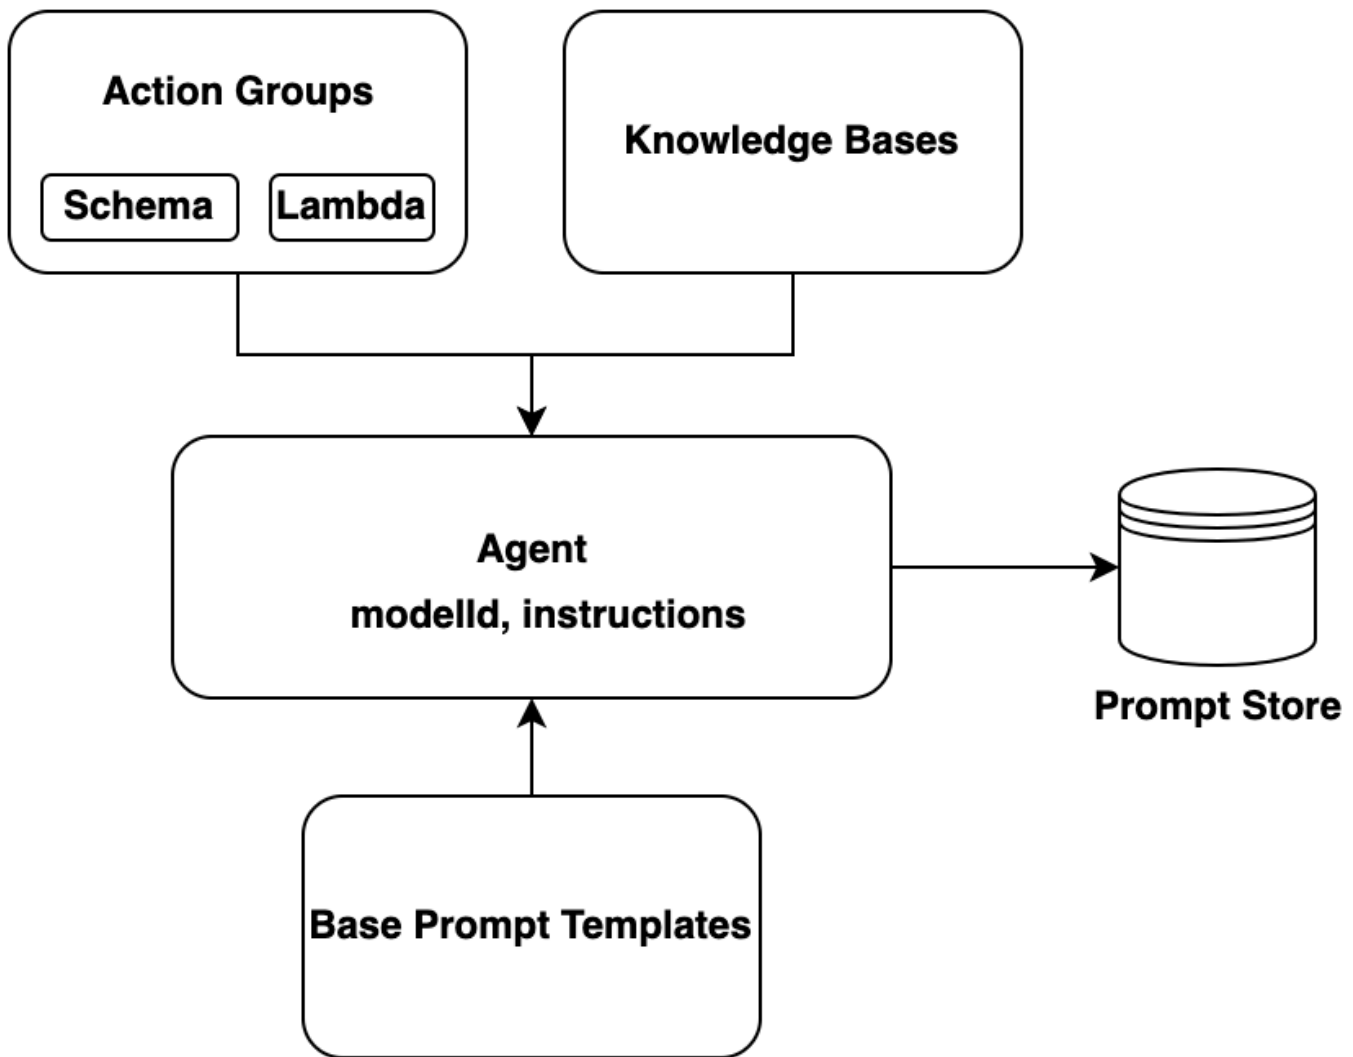 Action Groups
Schema
Lambda
Knowledge Bases
Agent
modelId, instructions
Prompt Store
Base Prompt Templates